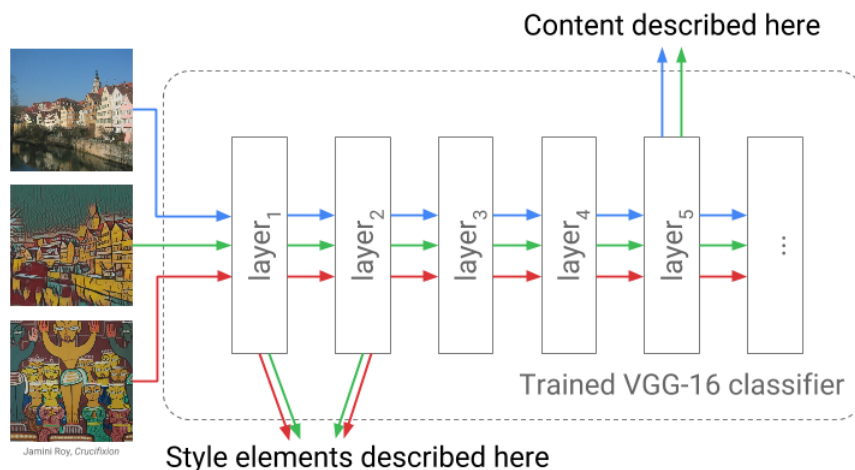 Content described here
layer1
layer2
layer3
layer4
layer5
...
Trained VGG-16 classifier
Jamini Roy, Crucifixion
Style elements described here